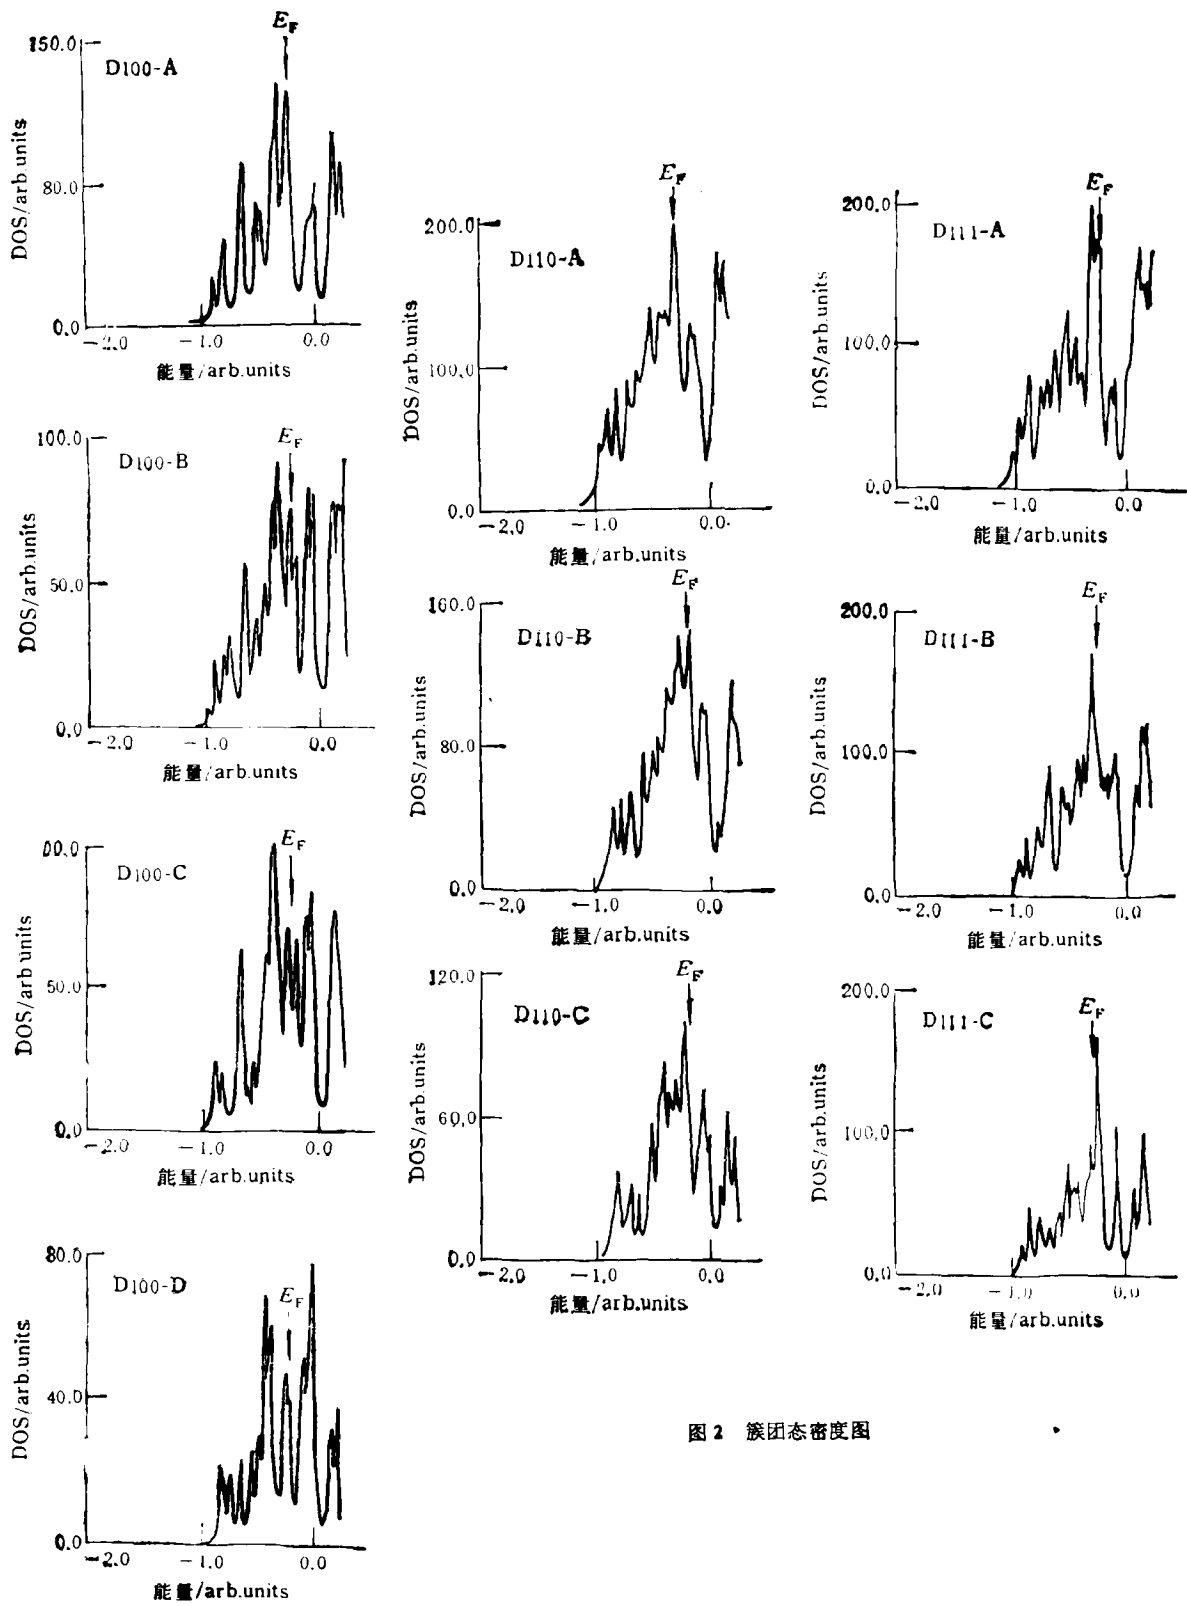 E_F
150.0
D100-A
80.0
0.0
-2.0 -1.0 0.0
DOS/arb.units
能量/arb.units
100.0
D100-B
E_F
50.0
0.0
-2.0 -1.0 0.0
DOS/arb.units
能量/arb.units
00.0
D100-C
E_F
50.0
0.0
-2.0 -1.0 0.0
DOS/arb units
能量/arb.units
80.0
D100-D
E_F
40.0
0.0
-2.0 -1.0 0.0
DOS/arb.units
能量/arb.units
E_F
200.0
D110-A
100.0
0.0
-2.0 -1.0 0.0
DOS/arb.units
能量/arb.units
E_F
160.0
D110-B
80.0
0.0
-2.0 -1.0 0.0
DOS/arb.units
能量/arb.units
E_F
120.0
D110-C
60.0
0.0
-2.0 -1.0 0.0
DOS/arb.units
能量/arb.units
E_F
200.0
D111-A
100.0
0.0
-2.0 -1.0 0.0
DOS/arb.units
能量/arb.units
E_F
200.0
D111-B
100.0
0.0
-2.0 -1.0 0.0
DOS/arb.units
能量/arb.units
200.0
E_F
D111-C
100.0
0.0
-2.0 -1.0 0.0
DOS/arb.units
能量/arb.units
图 2 簇团态密度图